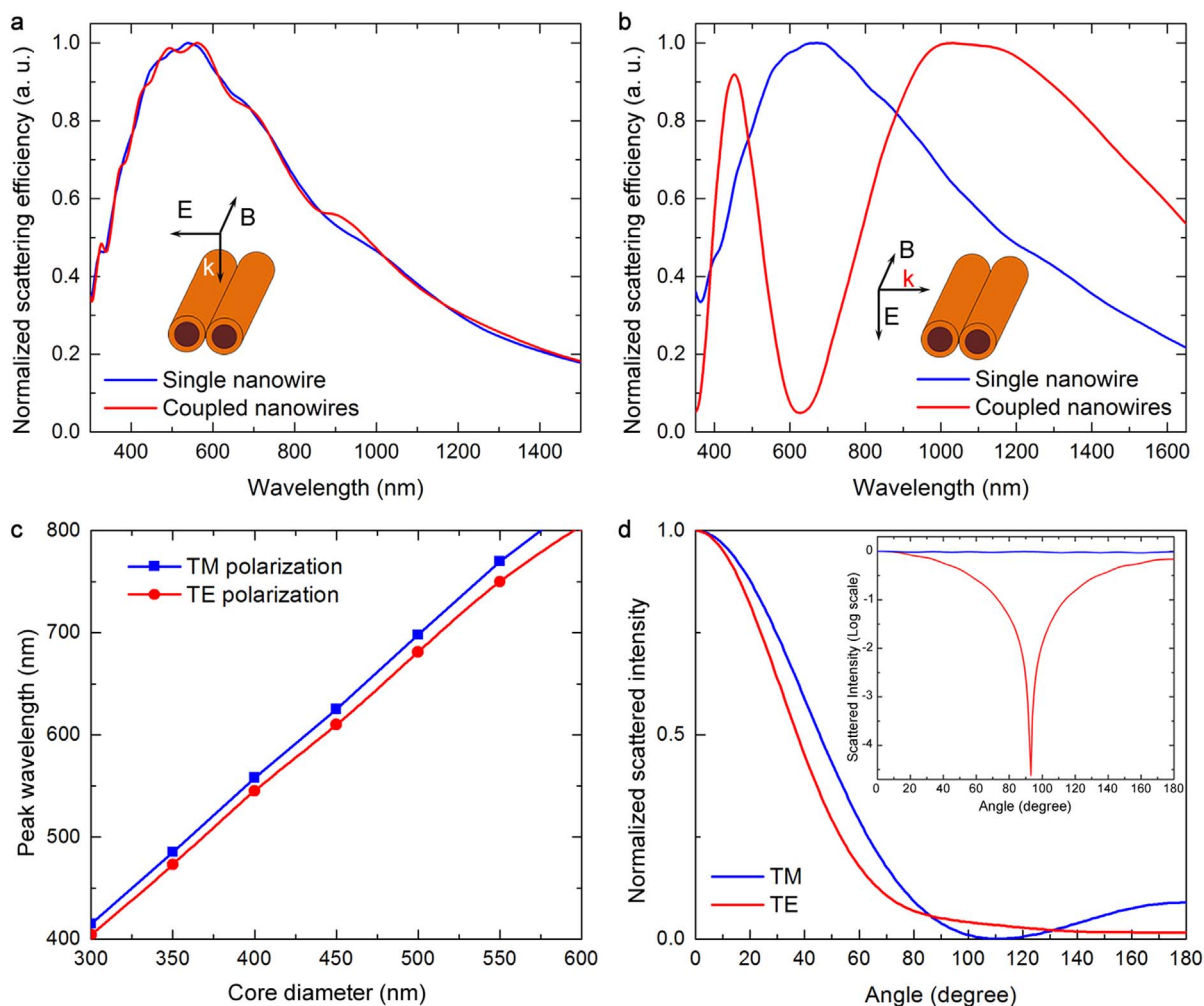 a
Normalized scattering efficiency (a. u.)
1.0
0.8
0.6
0.4
0.2
0.0
E
B
k
Single nanowire
Coupled nanowires
400 600 800 1000 1200 1400
Wavelength (nm)
b
Normalized scattering efficiency (a. u.)
1.0
0.8
0.6
0.4
0.2
0.0
B
k
E
Single nanowire
Coupled nanowires
400 600 800 1000 1200 1400 1600
Wavelength (nm)
c
Peak wavelength (nm)
800
700
600
500
400
TM polarization
TE polarization
300 350 400 450 500 550 600
Core diameter (nm)
d
Normalized scattered intensity
1.0
0.5
0.0
Scattered Intensity (Log scale)
0
-1
-2
-3
-4
0 20 40 60 80 100 120 140 160 180
Angle (degree)
TM
TE
0 20 40 60 80 100 120 140 160 180
Angle (degree)